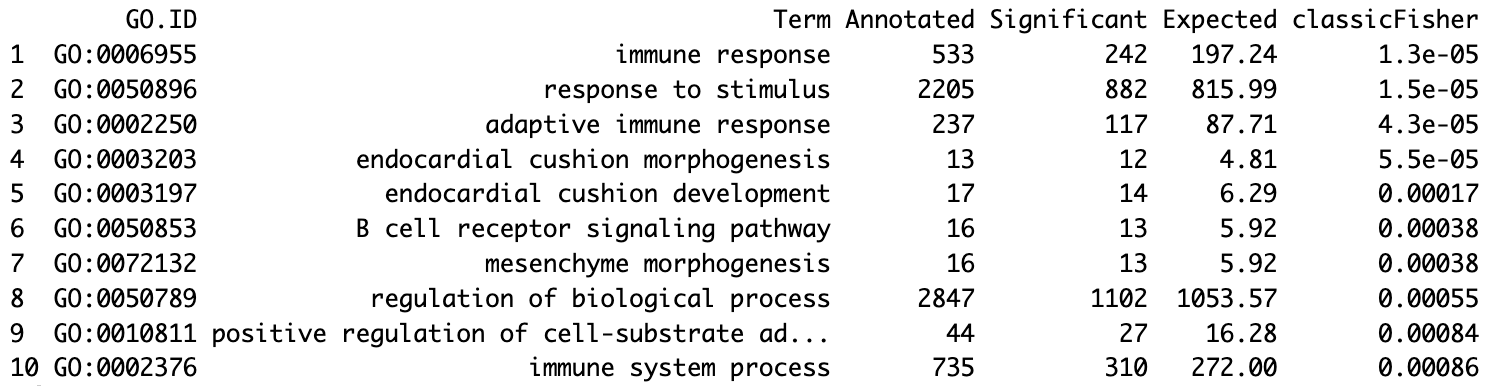 GO.ID Term Annotated Significant Expected classicFisher
1 GO:0006955 immune response 533 242 197.24 1.3e-05
2 GO:0050896 response to stimulus 2205 882 815.99 1.5e-05
3 GO:0002250 adaptive immune response 237 117 87.71 4.3e-05
4 GO:0003203 endocardial cushion morphogenesis 13 12 4.81 5.5e-05
5 GO:0003197 endocardial cushion development 17 14 6.29 0.00017
6 GO:0050853 B cell receptor signaling pathway 16 13 5.92 0.00038
7 GO:0072132 mesenchyme morphogenesis 16 13 5.92 0.00038
8 GO:0050789 regulation of biological process 2847 1102 1053.57 0.00055
9 GO:0010811 positive regulation of cell-substrate ad... 44 27 16.28 0.00084
10 GO:0002376 immune system process 735 310 272.00 0.00086